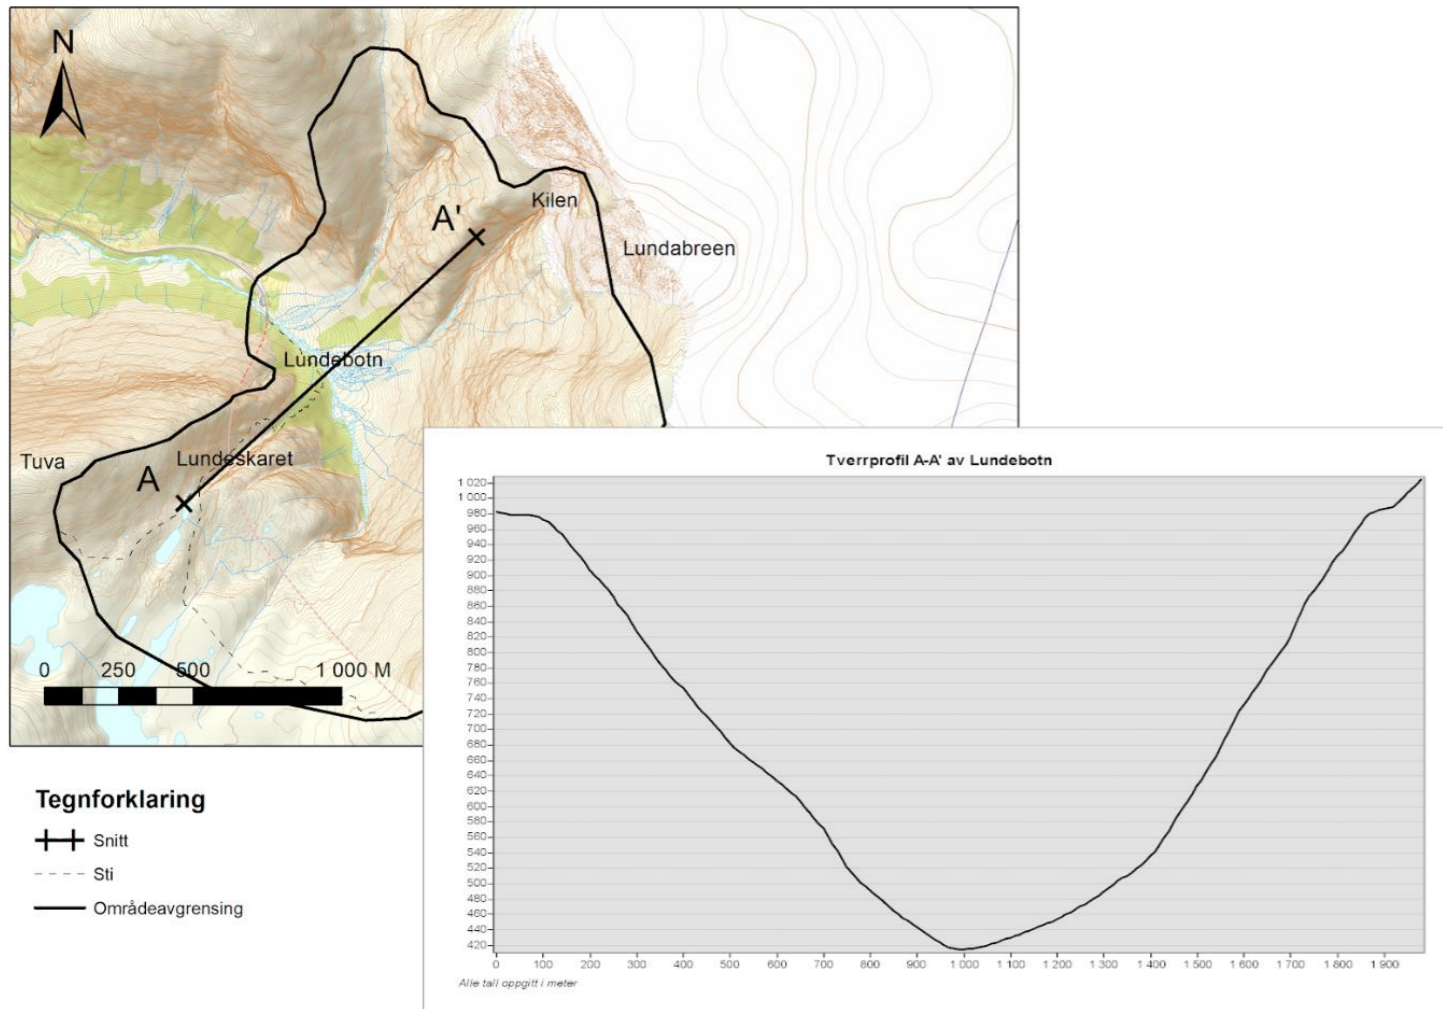 N
A'
Kilen
Lundabreen
Lundebotn
Tuva
A
Lundeskaret
0 250 500 1 000 M
Tegnforklaring
Snitt
Sti
Områdeavgrensing
Tverrprofil A-A' av Lundebotn
1 020
1 000
980
960
940
920
900
880
860
840
820
800
780
760
740
720
700
680
660
640
620
600
580
560
540
520
500
480
460
440
420
0 100 200 300 400 500 600 700 800 900 1 000 1 100 1 200 1 300 1 400 1 500 1 600 1 700 1 800 1 900
Alle tall oppgitt i meter